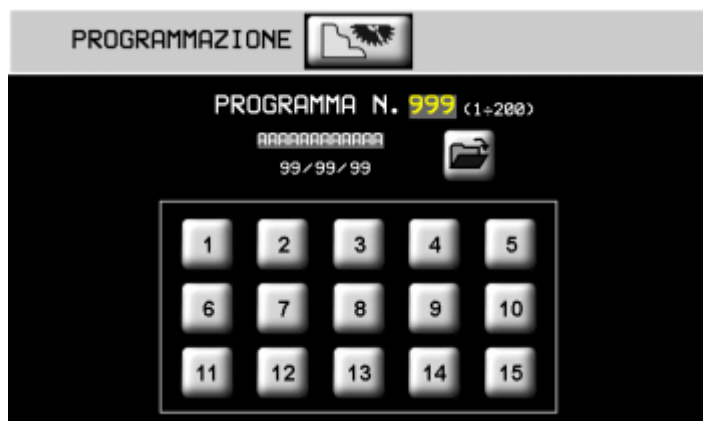 PROGRAMMAZIONE
PROGRAMMA N. 999 (1÷200)
AAAAAAAAAAAA
99/99/99
1 2 3 4 5
6 7 8 9 10
11 12 13 14 15